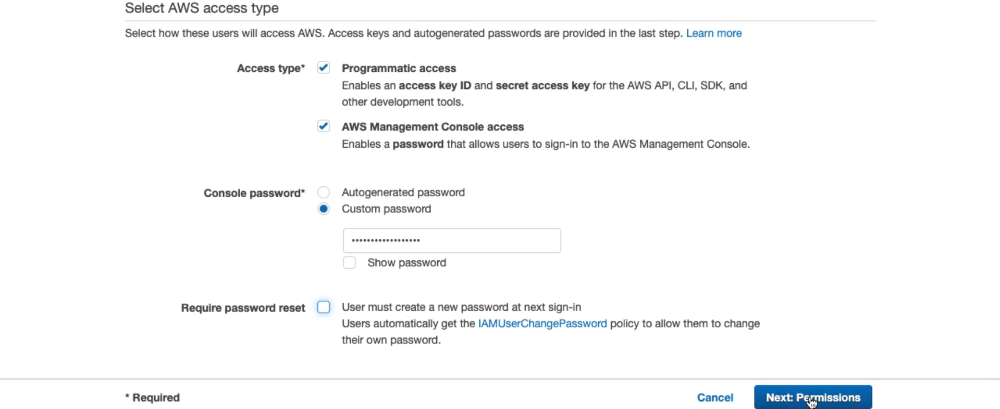 Select AWS access type
Select how these users will access AWS. Access keys and autogenerated passwords are provided in the last step. Learn more
Access type* Programmatic access
Enables an access key ID and secret access key for the AWS API, CLI, SDK, and
other development tools.
AWS Management Console access
Enables a password that allows users to sign-in to the AWS Management Console.
Console password* Autogenerated password
Custom password
••••••••••••••••••
Show password
Require password reset User must create a new password at next sign-in
Users automatically get the IAMUserChangePassword policy to allow them to change
their own password.
* Required Cancel Next: Permissions